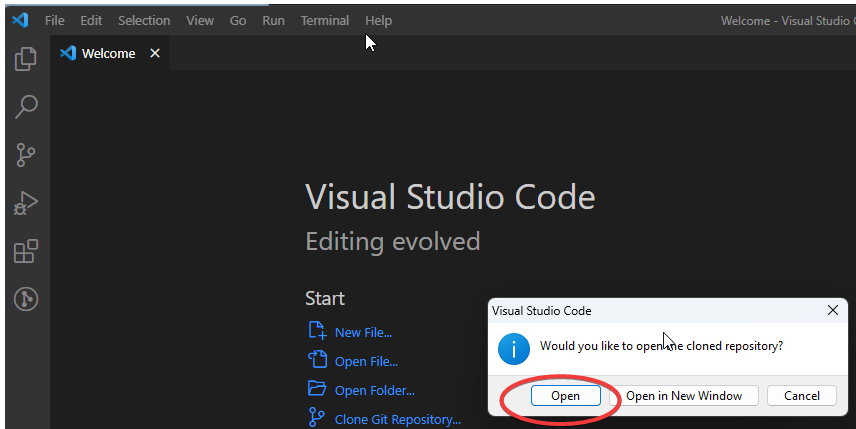 File Edit Selection View Go Run Terminal Help Welcome - Visual Studio
Welcome
Visual Studio Code
Editing evolved
Start
New File...
Open File...
Open Folder...
Clone Git Repository...
Visual Studio Code
Would you like to open the cloned repository?
Open Open in New Window Cancel